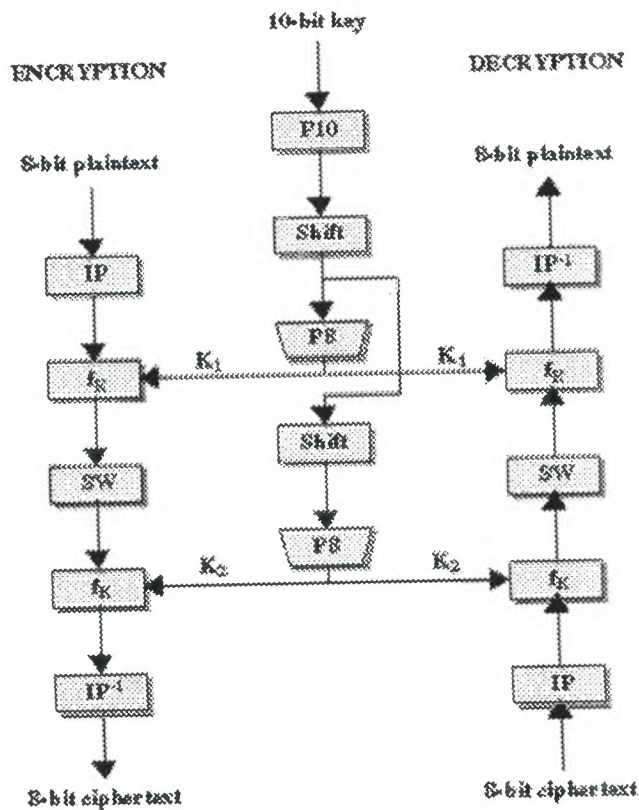 10-bit key
ENCRYPTION
DECRYPTION
P10
8-bit plaintext
8-bit plaintext
Shift
IP
IP-1
P8
K1
K1
fK
fK
Shift
SW
SW
P8
K2
K2
fK
fK
IP-1
IP
8-bit ciphertext
8-bit ciphertext